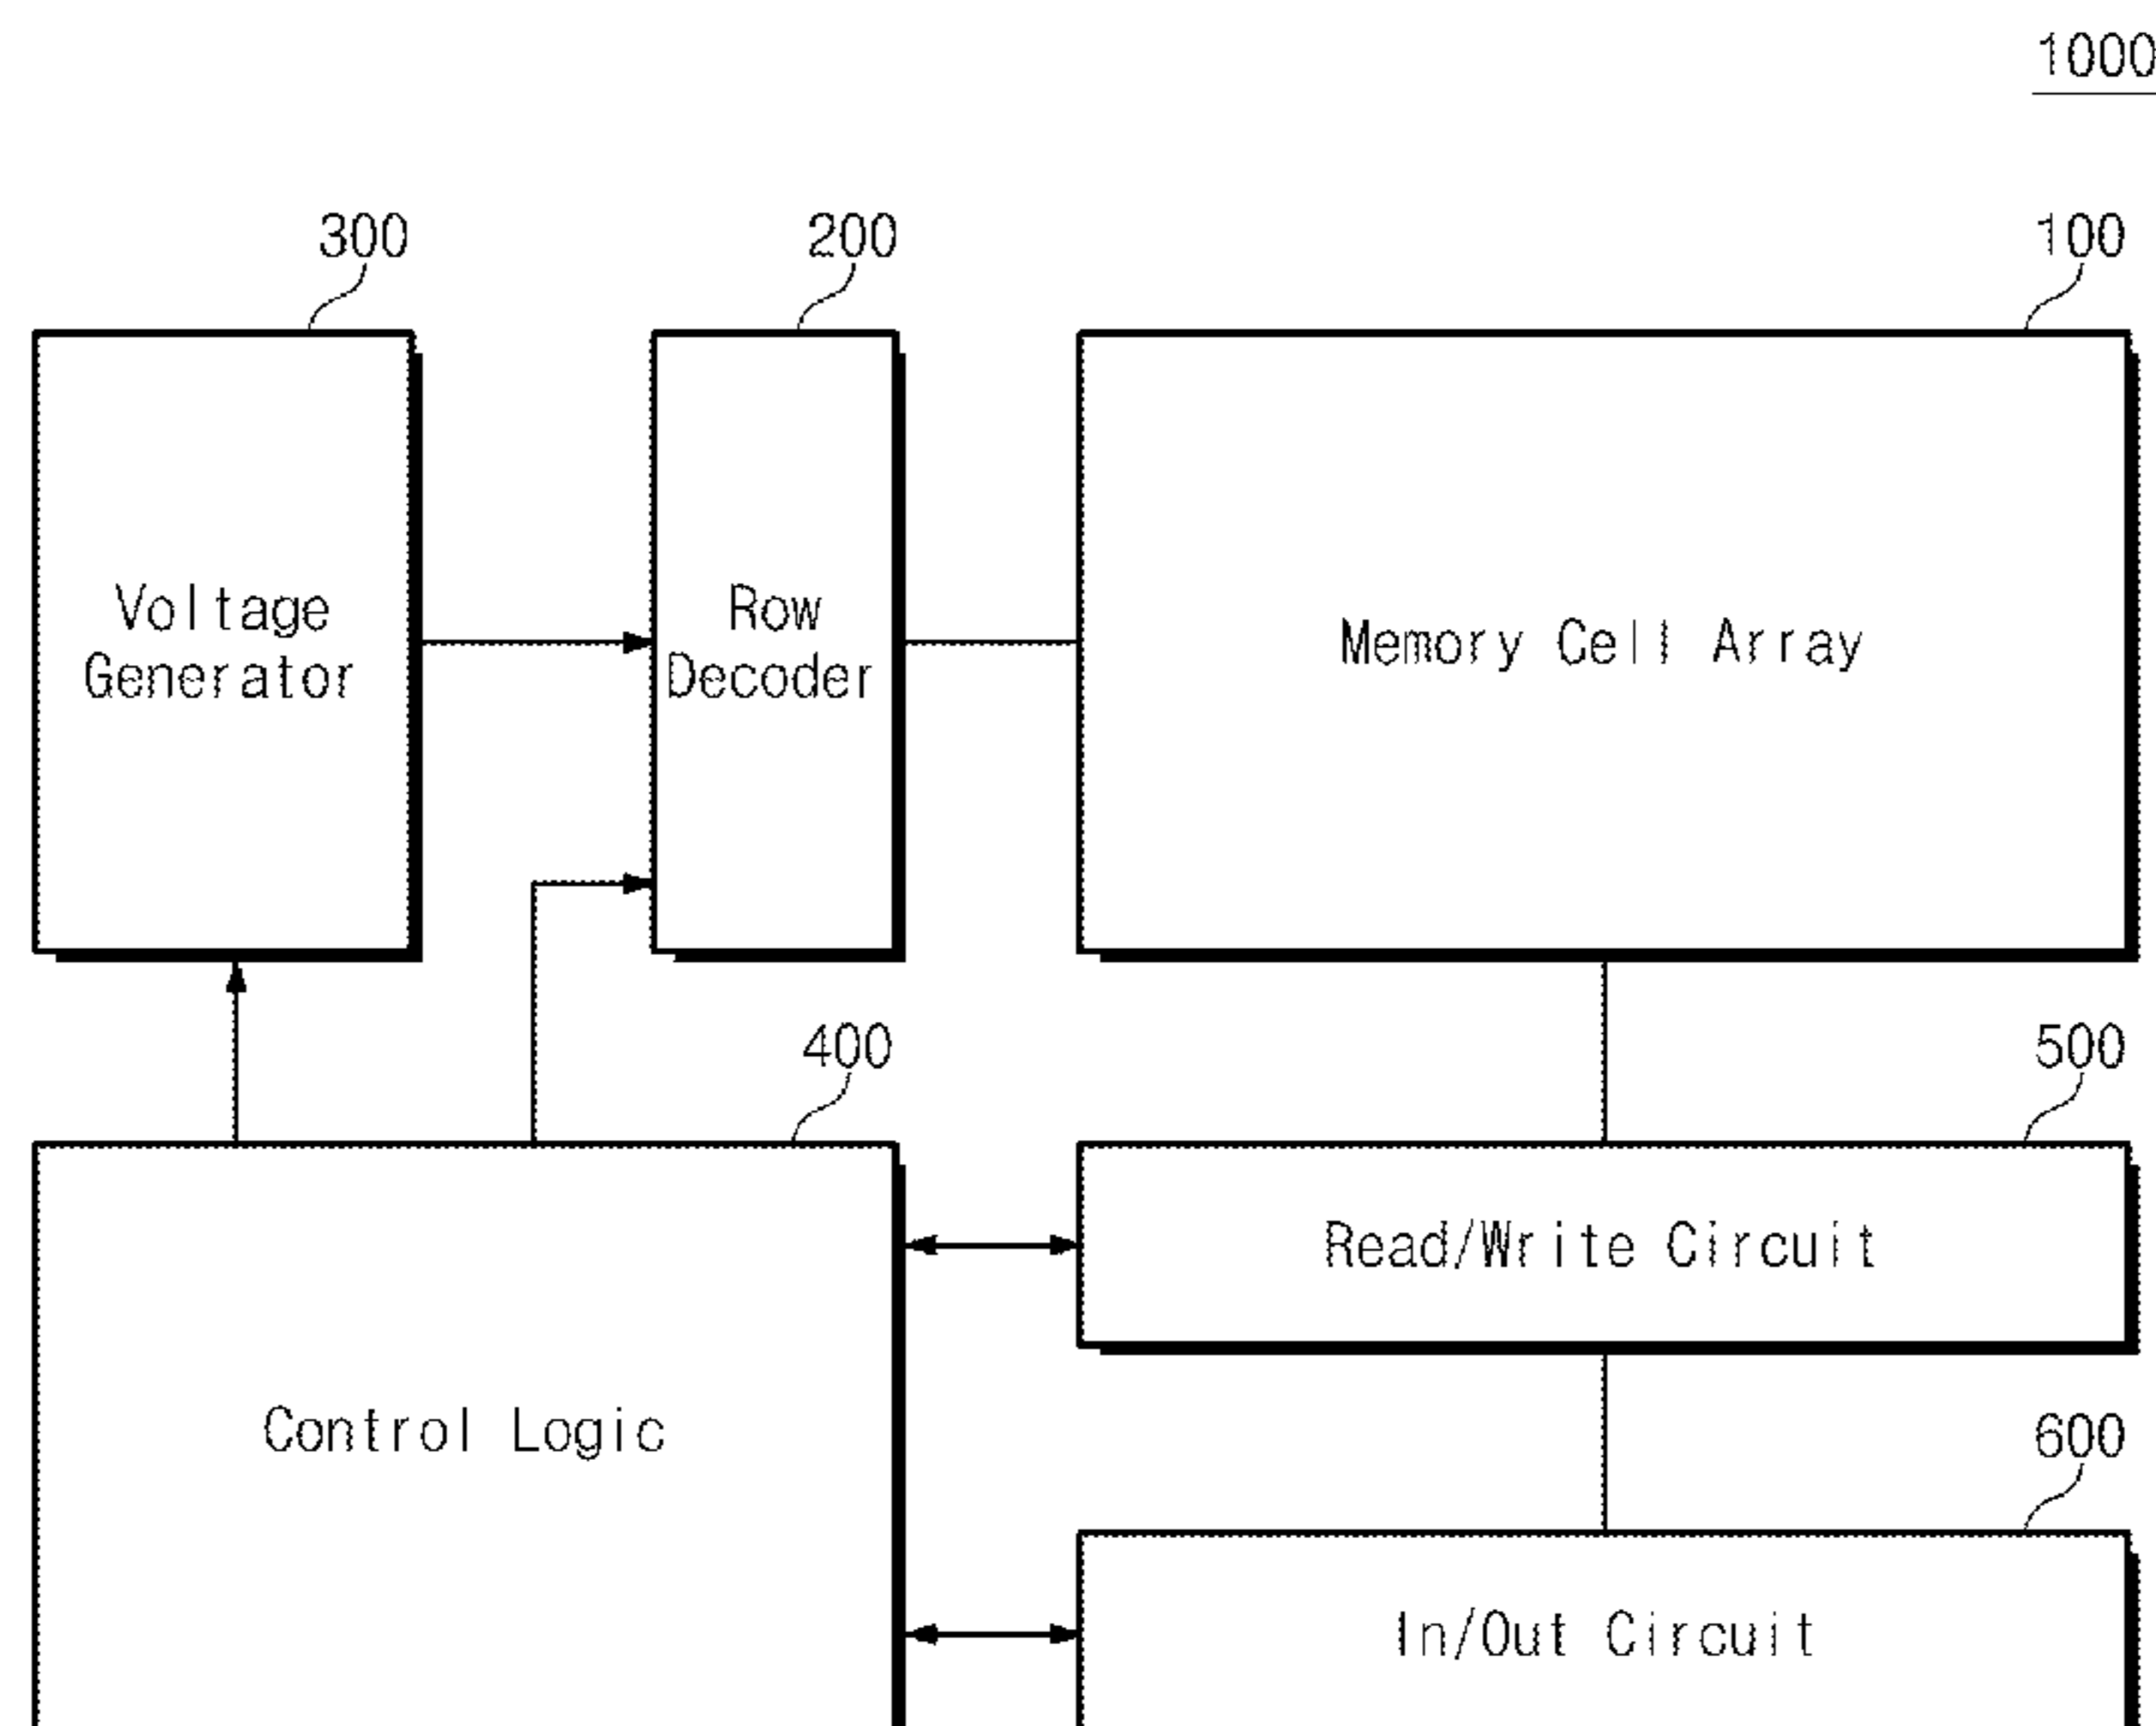 1000
300
200
100
Voltage
Generator
Row
Decoder
Memory Cell Array
400
500
Read/Write Circuit
Control Logic
600
In/Out Circuit